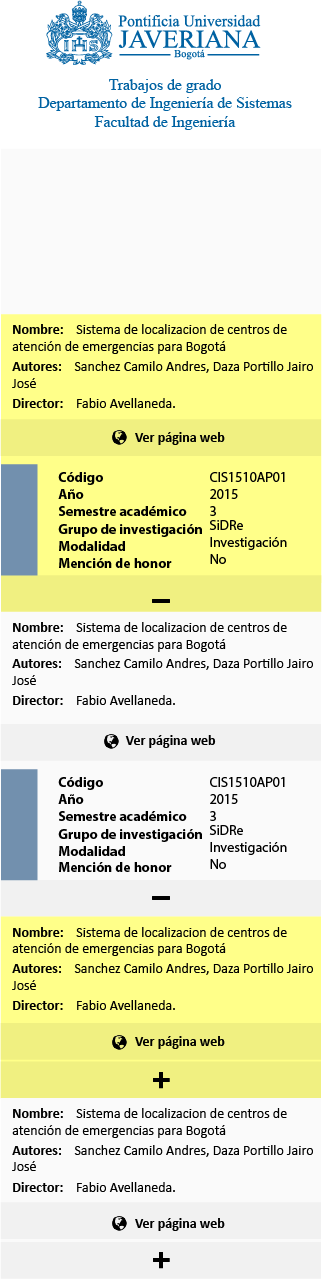 Pontificia Universidad
JAVERIANA
Bogotá
Trabajos de grado
Departamento de Ingeniería de Sistemas
Facultad de Ingeniería
Nombre: Sistema de localizacion de centros de
atención de emergencias para Bogotá
Autores: Sanchez Camilo Andres, Daza Portillo Jairo
José
Director: Fabio Avellaneda.
Ver página web
Código CIS1510AP01
Año 2015
Semestre académico 3
Grupo de investigación SiDRe
Modalidad Investigación
Mención de honor No
Nombre: Sistema de localizacion de centros de
atención de emergencias para Bogotá
Autores: Sanchez Camilo Andres, Daza Portillo Jairo
José
Director: Fabio Avellaneda.
Ver página web
Código CIS1510AP01
Año 2015
Semestre académico 3
Grupo de investigación SiDRe
Modalidad Investigación
Mención de honor No
Nombre: Sistema de localizacion de centros de
atención de emergencias para Bogotá
Autores: Sanchez Camilo Andres, Daza Portillo Jairo
José
Director: Fabio Avellaneda.
Ver página web
Nombre: Sistema de localizacion de centros de
atención de emergencias para Bogotá
Autores: Sanchez Camilo Andres, Daza Portillo Jairo
José
Director: Fabio Avellaneda.
Ver página web